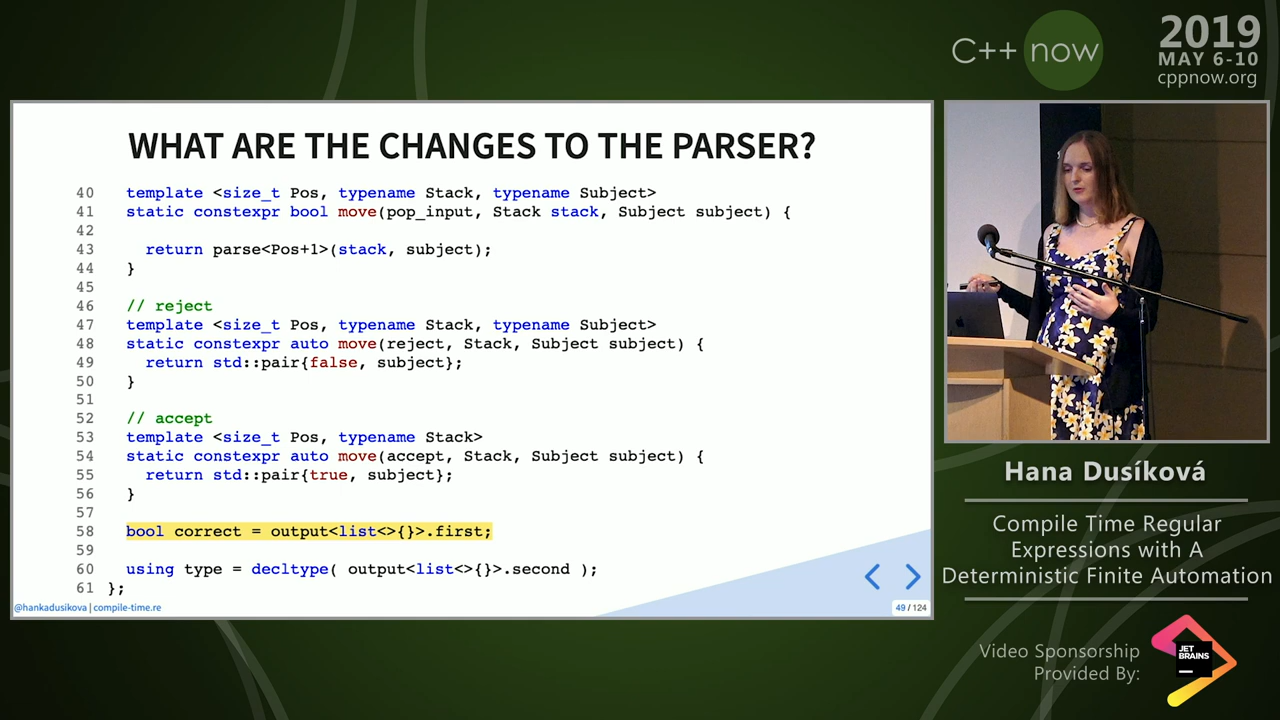 C++ now
2019
MAY 6-10
cppnow.org
WHAT ARE THE CHANGES TO THE PARSER?
40 template <size_t Pos, typename Stack, typename Subject>
41 static constexpr bool move(pop_input, Stack stack, Subject subject) {
42
43 return parse<Pos+1>(stack, subject);
44 }
45
46 // reject
47 template <size_t Pos, typename Stack, typename Subject>
48 static constexpr auto move(reject, Stack, Subject subject) {
49 return std::pair{false, subject};
50 }
51
52 // accept
53 template <size_t Pos, typename Stack>
54 static constexpr auto move(accept, Stack, Subject subject) {
55 return std::pair{true, subject};
56 }
57
58 bool correct = output<list<>{}>.first;
59
60 using type = decltype( output<list<>{}>.second );
61 };
@hankadusikova | compile-time.re
49 / 124
Hana Dusíková
Compile Time Regular
Expressions with A
Deterministic Finite Automation
Video Sponsorship
Provided By:
JET
BRAINS